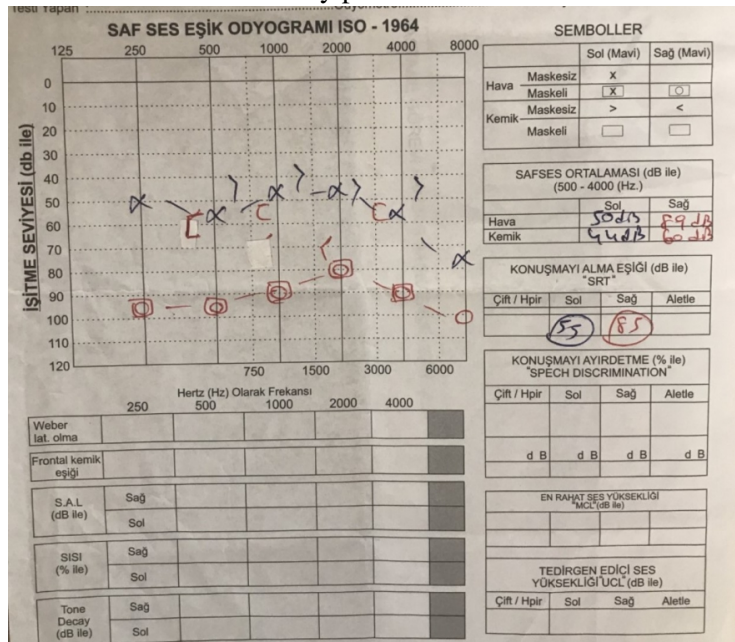 Testi Yapan :
SAF SES EŞİK ODYOGRAMI ISO - 1964
125 250 500 1000 2000 4000 8000
İŞİTME SEVİYESİ (db ile)
0
10
20
30
40
50
60
70
80
90
100
110
120
750 1500 3000 6000
Hertz (Hz) Olarak Frekansı
250 500 1000 2000 4000
Weber
lat. olma
Frontal kemik
eşiği
S.A.L
(dB ile)
Sağ
Sol
SISI
(% ile)
Sağ
Sol
Tone
Decay
(dB ile)
Sağ
Sol
SEMBOLLER
Sol (Mavi) Sağ (Mavi)
Hava Maskesiz X
Maskeli X O
Kemik Maskesiz > <
Maskeli
SAFSES ORTALAMASI (dB ile)
(500 - 4000 (Hz.)
Sol Sağ
Hava 50dB 89 dB
Kemik 44dB 60 dB
KONUŞMAYI ALMA EŞİĞİ (dB ile)
"SRT"
Çift / Hpir Sol Sağ Aletle
55 85
KONUŞMAYI AYIRDETME (% ile)
"SPECH DISCRIMINATION"
Çift / Hpir Sol Sağ Aletle
d B d B d B d B
EN RAHAT SES YÜKSEKLİĞİ
"MCL"(dB ile)
TEDİRGEN EDİÇİ SES
YÜKSEKLİĞİ"UCL"(dB ile)
Çift / Hpir Sol Sağ Aletle